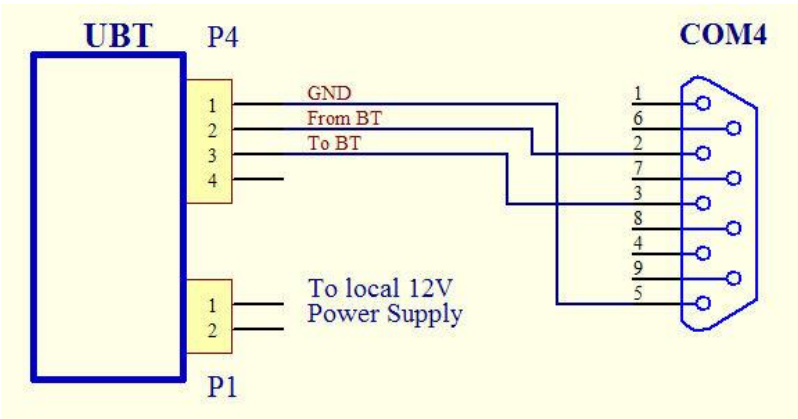 UBT
P4
COM4
1
GND
2
From BT
3
To BT
4
1
6
2
7
3
8
4
9
5
1
2
To local 12V
Power Supply
P1